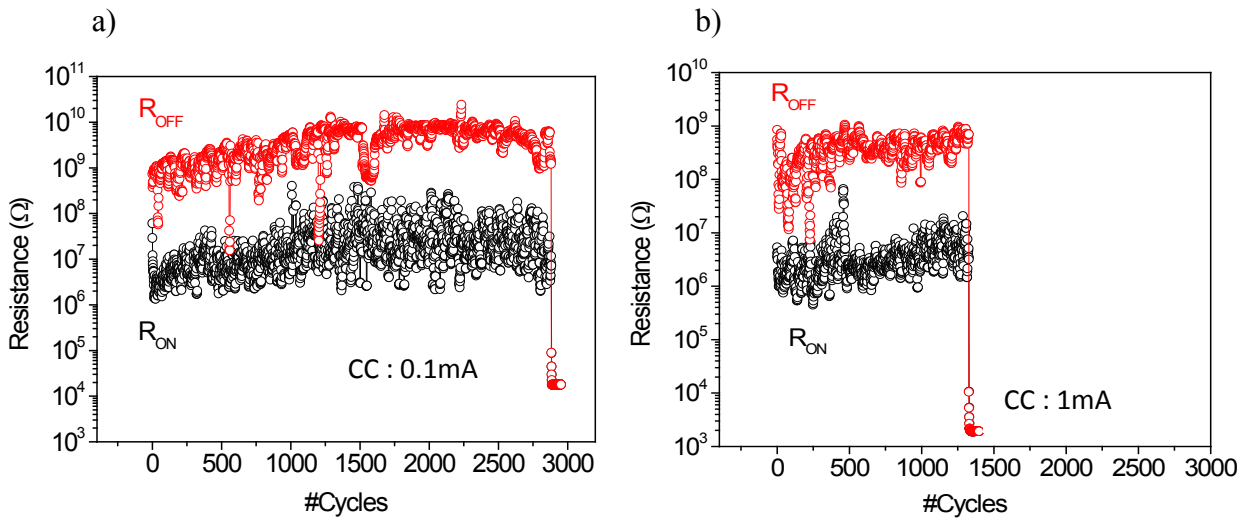 a)
10^11
10^10
10^9
10^8
10^7
10^6
10^5
10^4
10^3
Resistance (Ω)
R_OFF
R_ON
CC : 0.1mA
0 500 1000 1500 2000 2500 3000
#Cycles
b)
10^10
10^9
10^8
10^7
10^6
10^5
10^4
10^3
Resistance (Ω)
R_OFF
R_ON
CC : 1mA
0 500 1000 1500 2000 2500 3000
#Cycles